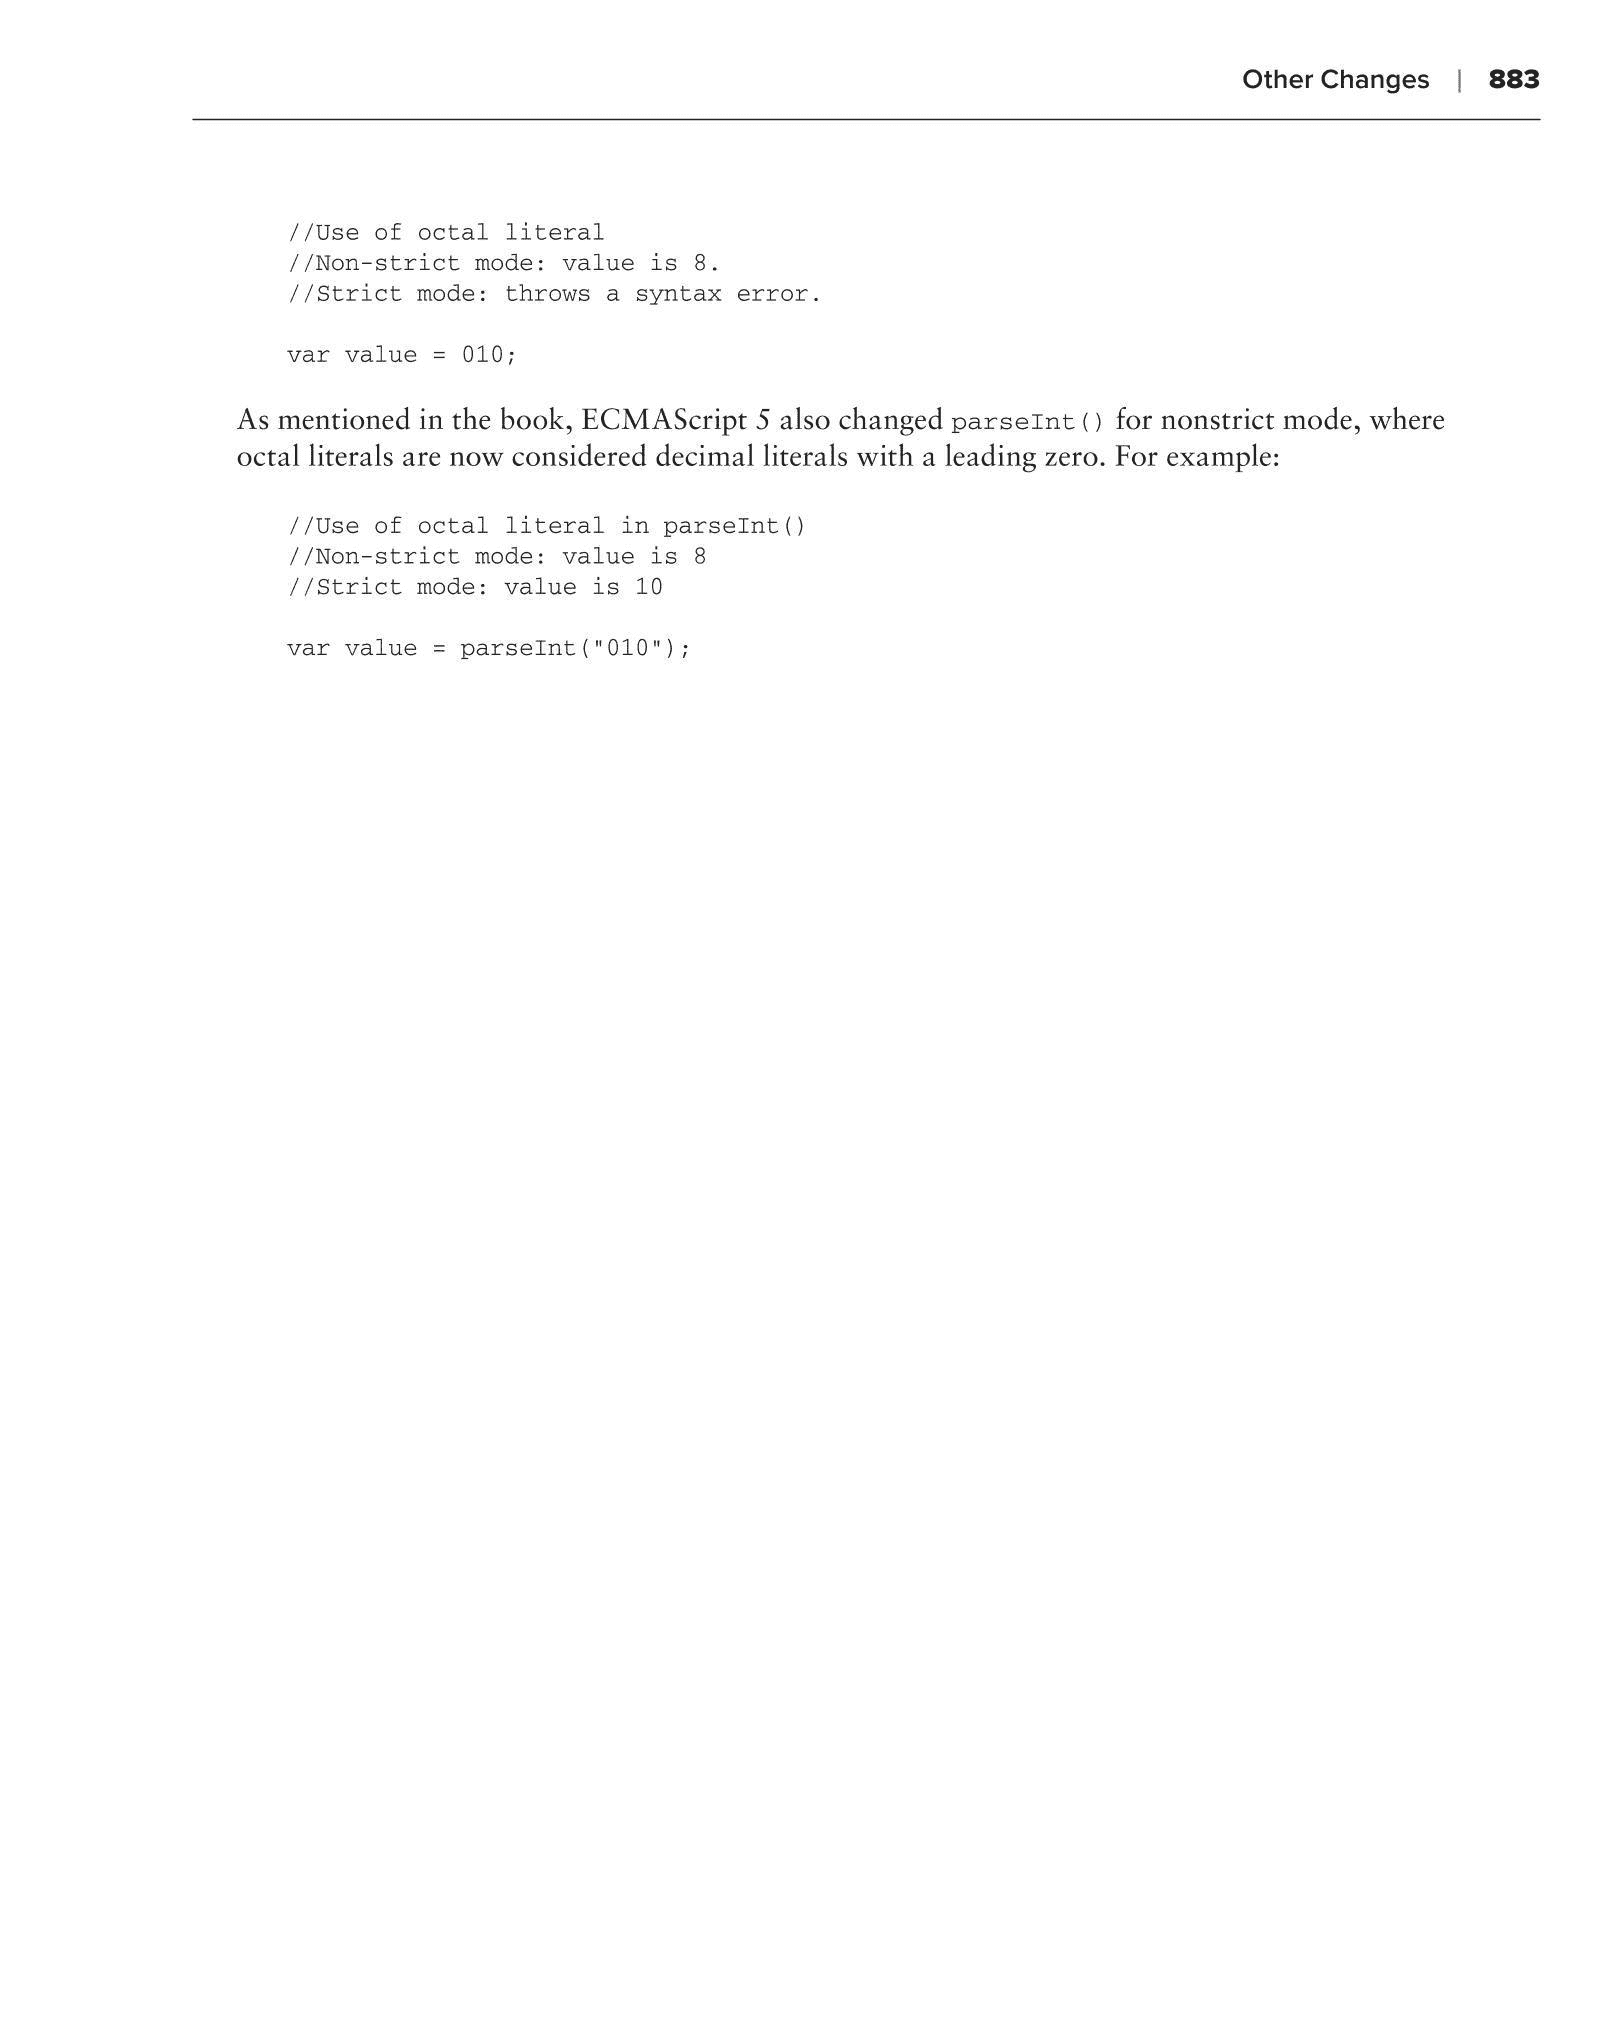 Other Changes | 883
//Use of octal literal
//Non-strict mode: value is 8.
//Strict mode: throws a syntax error.
var value = 010;
As mentioned in the book, ECMAScript 5 also changed parseInt() for nonstrict mode, where
octal literals are now considered decimal literals with a leading zero. For example:
//Use of octal literal in parseInt()
//Non-strict mode: value is 8
//Strict mode: value is 10
var value = parseInt("010");